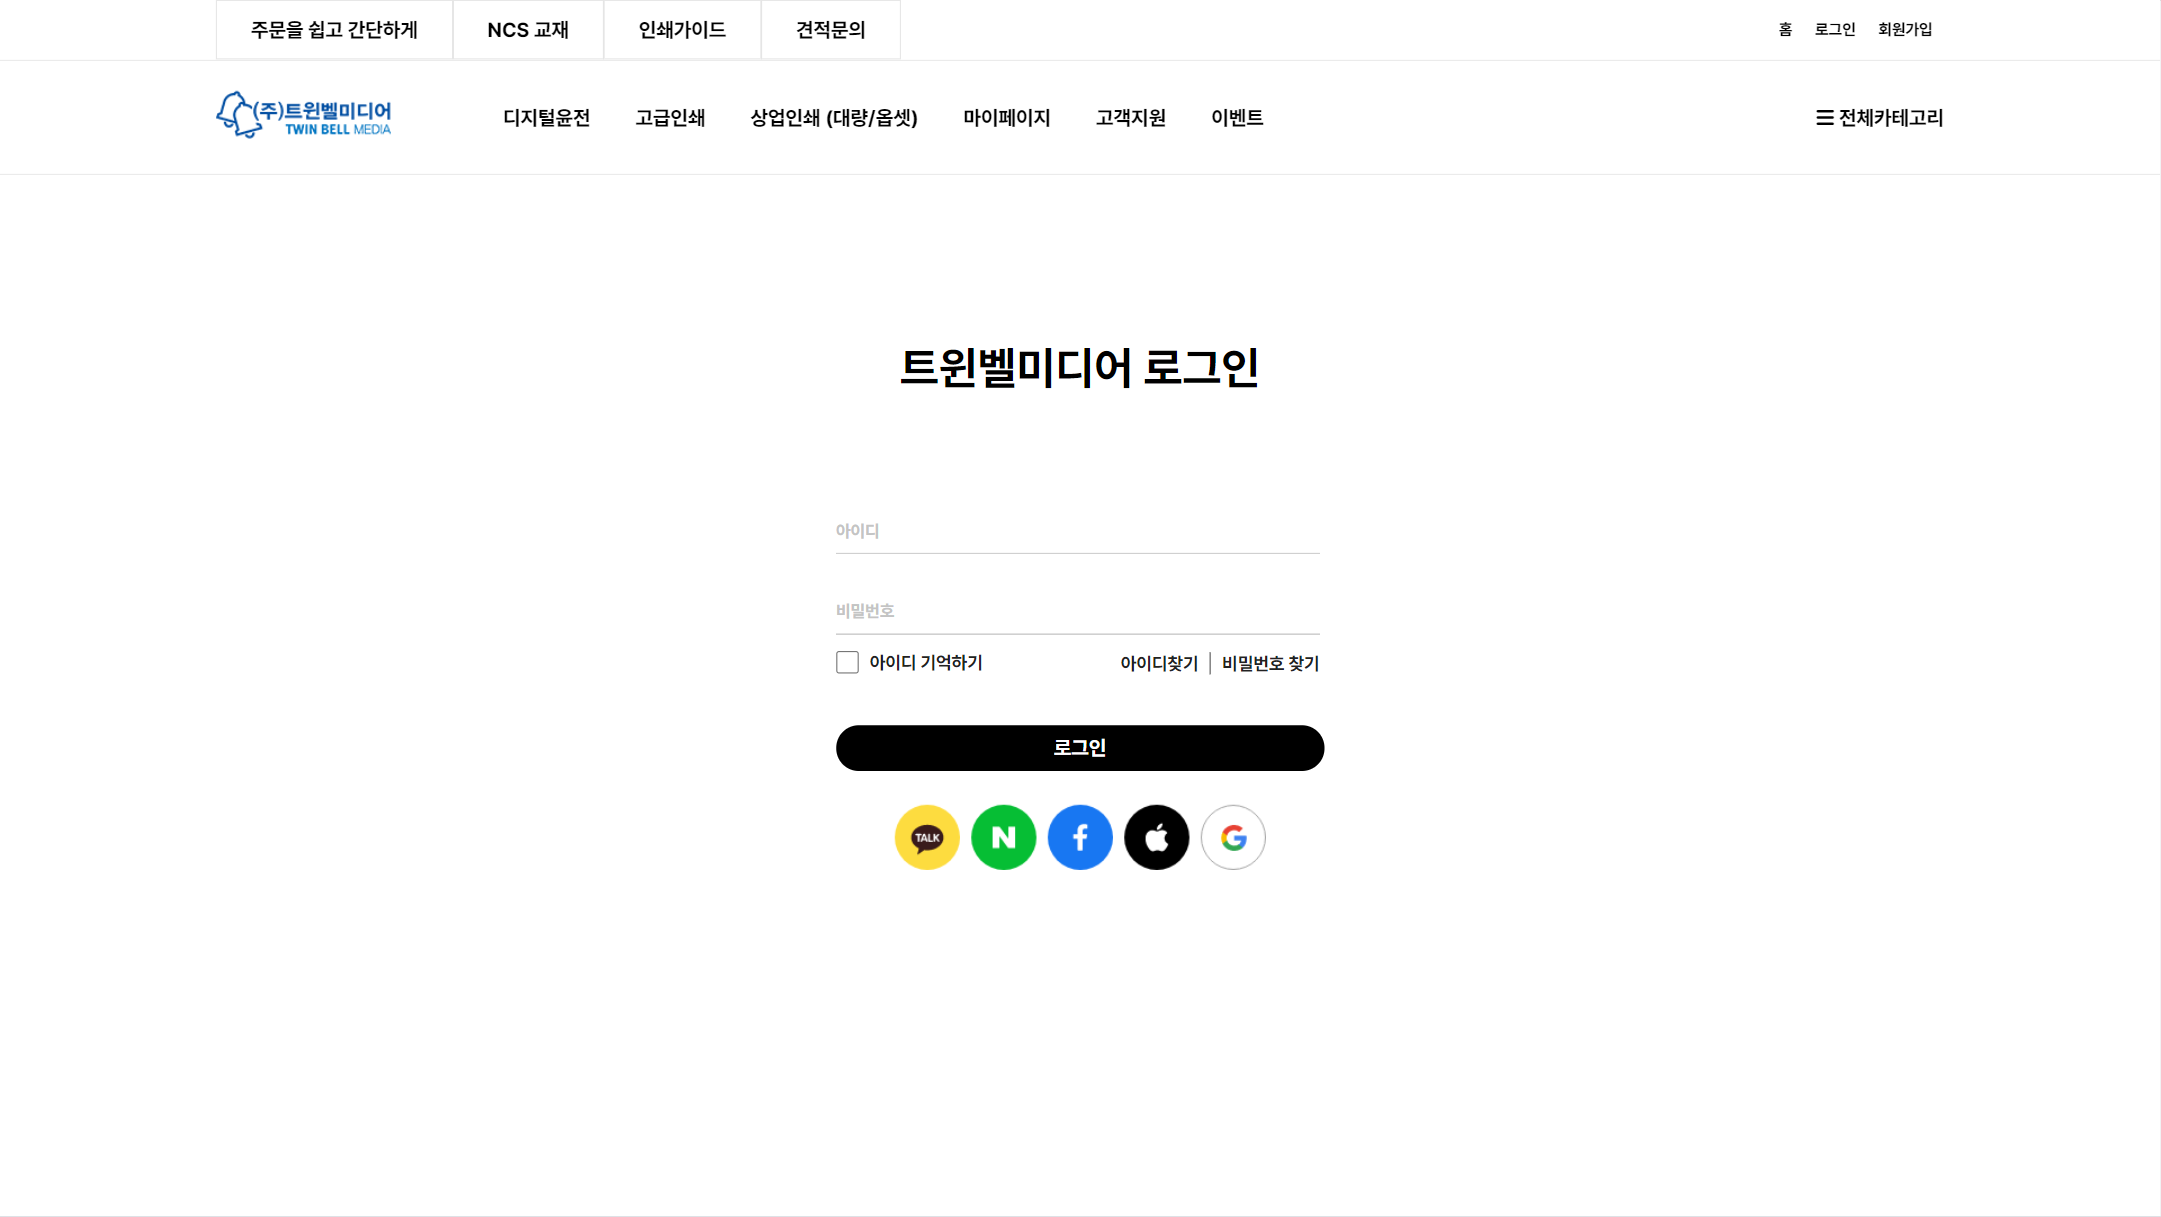 주문을 쉽고 간단하게 NCS 교재 인쇄가이드 견적문의 홈 로그인 회원가입
(주)트윈벨미디어
TWIN BELL MEDIA
디지털윤전 고급인쇄 상업인쇄 (대량/옵셋) 마이페이지 고객지원 이벤트 전체카테고리
트윈벨미디어 로그인
아이디
비밀번호
아이디 기억하기 아이디찾기 비밀번호 찾기
로그인
TALK N f G